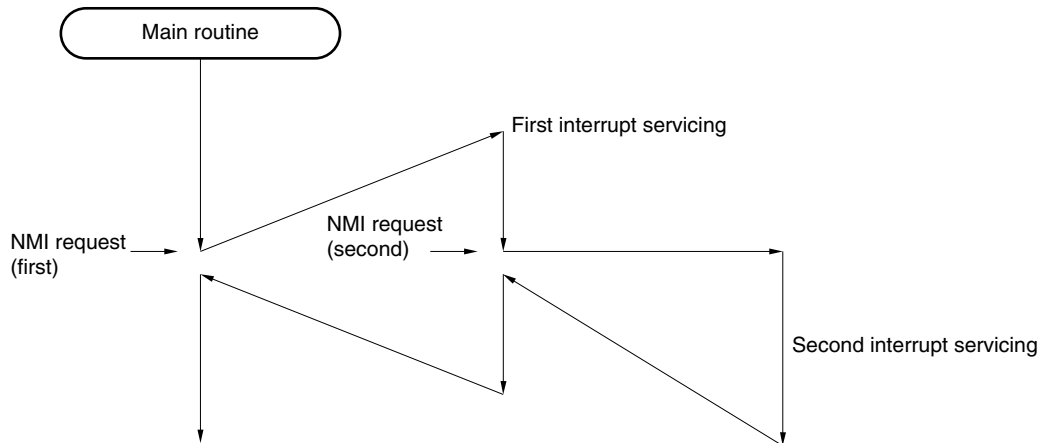 Main routine
First interrupt servicing
NMI request
(first)
NMI request
(second)
Second interrupt servicing